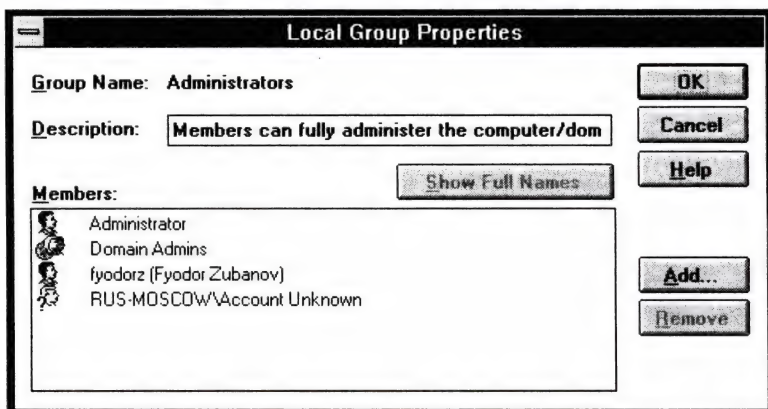 Local Group Properties
Group Name: Administrators
OK
Description: Members can fully administer the computer/dom
Cancel
Show Full Names
Help
Members:
Administrator
Domain Admins
fyodorz (Fyodor Zubanov)
RUS-MOSCOW\Account Unknown
Add...
Remove